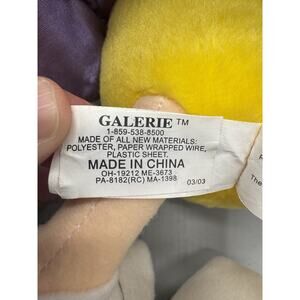 GALERIE™
1-859-538-8500
MADE OF ALL NEW MATERIALS:
POLYESTER, PAPER WRAPPED WIRE,
PLASTIC SHEET.
MADE IN CHINA
OH-19212 ME-3673
PA-8182(RC) MA-1398 03/03
The